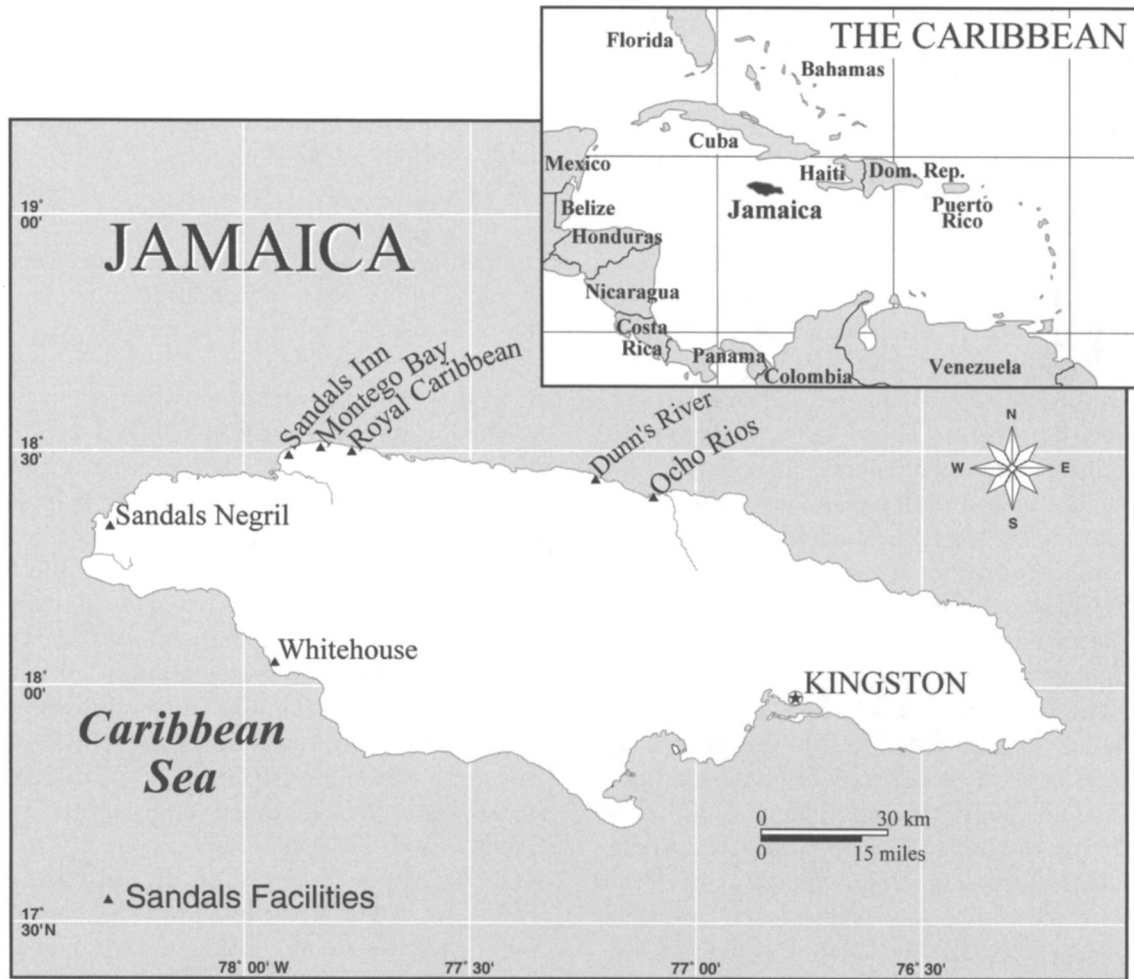 THE CARIBBEAN
Florida
Bahamas
Cuba
Mexico
Haiti
Dom. Rep.
Belize
Jamaica
Puerto
Rico
Honduras
Nicaragua
Costa
Rica
Panama
Colombia
Venezuela
JAMAICA
19°
00'
Sandals Inn
Montego Bay
Royal Caribbean
Dunn's River
Ocho Rios
N
W
E
S
18°
30'
Sandals Negril
Whitehouse
KINGSTON
18°
00'
Caribbean
Sea
0
30 km
0
15 miles
Sandals Facilities
17°
30'N
78° 00' W
77° 30'
77° 00'
76° 30'